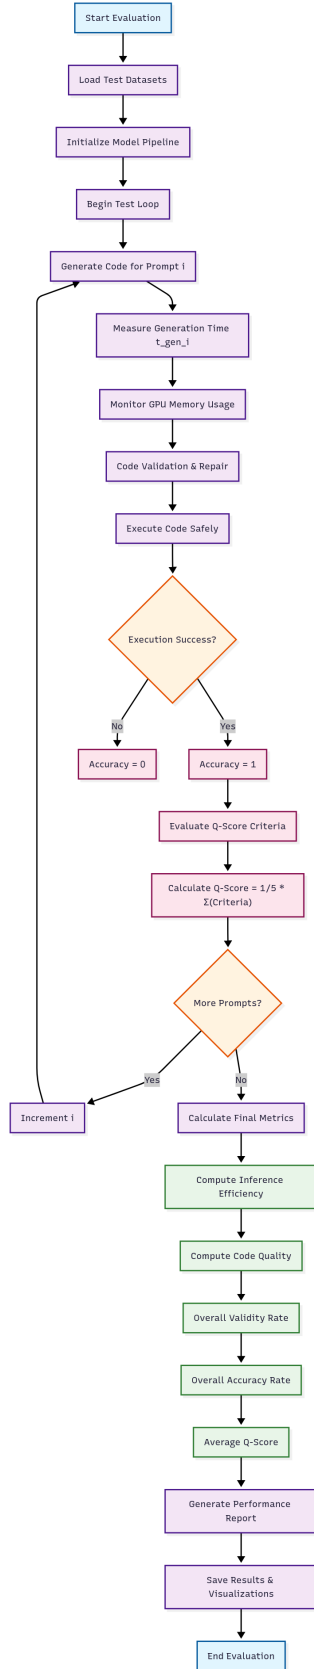 Start Evaluation
Load Test Datasets
Initialize Model Pipeline
Begin Test Loop
Generate Code for Prompt i
Measure Generation Time
t_gen_i
Monitor GPU Memory Usage
Code Validation & Repair
Execute Code Safely
Execution Success?
No
Yes
Accuracy = 0
Accuracy = 1
Evaluate Q-Score Criteria
Calculate Q-Score = 1/5 *
Σ(Criteria)
More Prompts?
Yes
No
Increment i
Calculate Final Metrics
Compute Inference
Efficiency
Compute Code Quality
Overall Validity Rate
Overall Accuracy Rate
Average Q-Score
Generate Performance
Report
Save Results &
Visualizations
End Evaluation